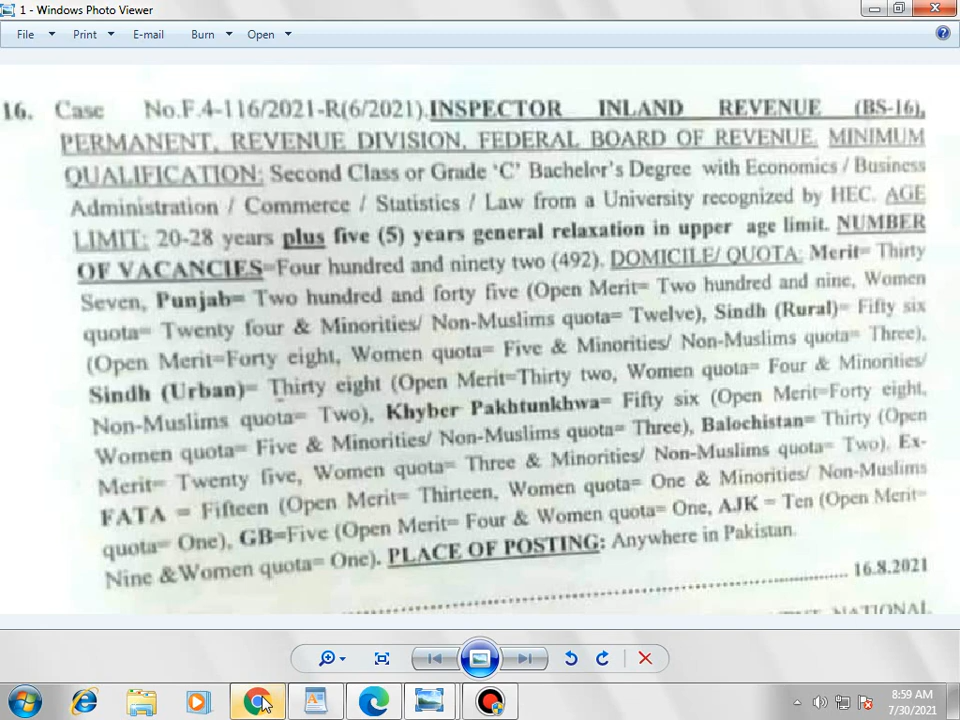 1 - Windows Photo Viewer
File Print E-mail Burn Open
16. Case No.F.4-116/2021-R(6/2021).INSPECTOR INLAND REVENUE (BS-16),
PERMANENT, REVENUE DIVISION, FEDERAL BOARD OF REVENUE. MINIMUM
QUALIFICATION: Second Class or Grade ‘C’ Bachelor’s Degree with Economics / Business
Administration / Commerce / Statistics / Law from a University recognized by HEC. AGE
LIMIT: 20-28 years plus five (5) years general relaxation in upper age limit. NUMBER
OF VACANCIES=Four hundred and ninety two (492). DOMICILE/ QUOTA: Merit= Thirty
Seven, Punjab= Two hundred and forty five (Open Merit= Two hundred and nine, Women
quota= Twenty four & Minorities/ Non-Muslims quota= Twelve), Sindh (Rural)= Fifty six
(Open Merit=Forty eight, Women quota= Five & Minorities/ Non-Muslims quota= Three),
Sindh (Urban)= Thirty eight (Open Merit=Thirty two, Women quota= Four & Minorities/
Non-Muslims quota= Two), Khyber Pakhtunkhwa= Fifty six (Open Merit=Forty eight,
Women quota= Five & Minorities/ Non-Muslims quota= Three), Balochistan= Thirty (Open
Merit= Twenty five, Women quota= Three & Minorities/ Non-Muslims quota= Two), Ex-
FATA = Fifteen (Open Merit= Thirteen, Women quota= One & Minorities/ Non-Muslims
quota= One), GB=Five (Open Merit= Four & Women quota= One, AJK = Ten (Open Merit=
Nine &Women quota= One). PLACE OF POSTING: Anywhere in Pakistan.
16.8.2021
NATIONAL
8:59 AM
7/30/2021